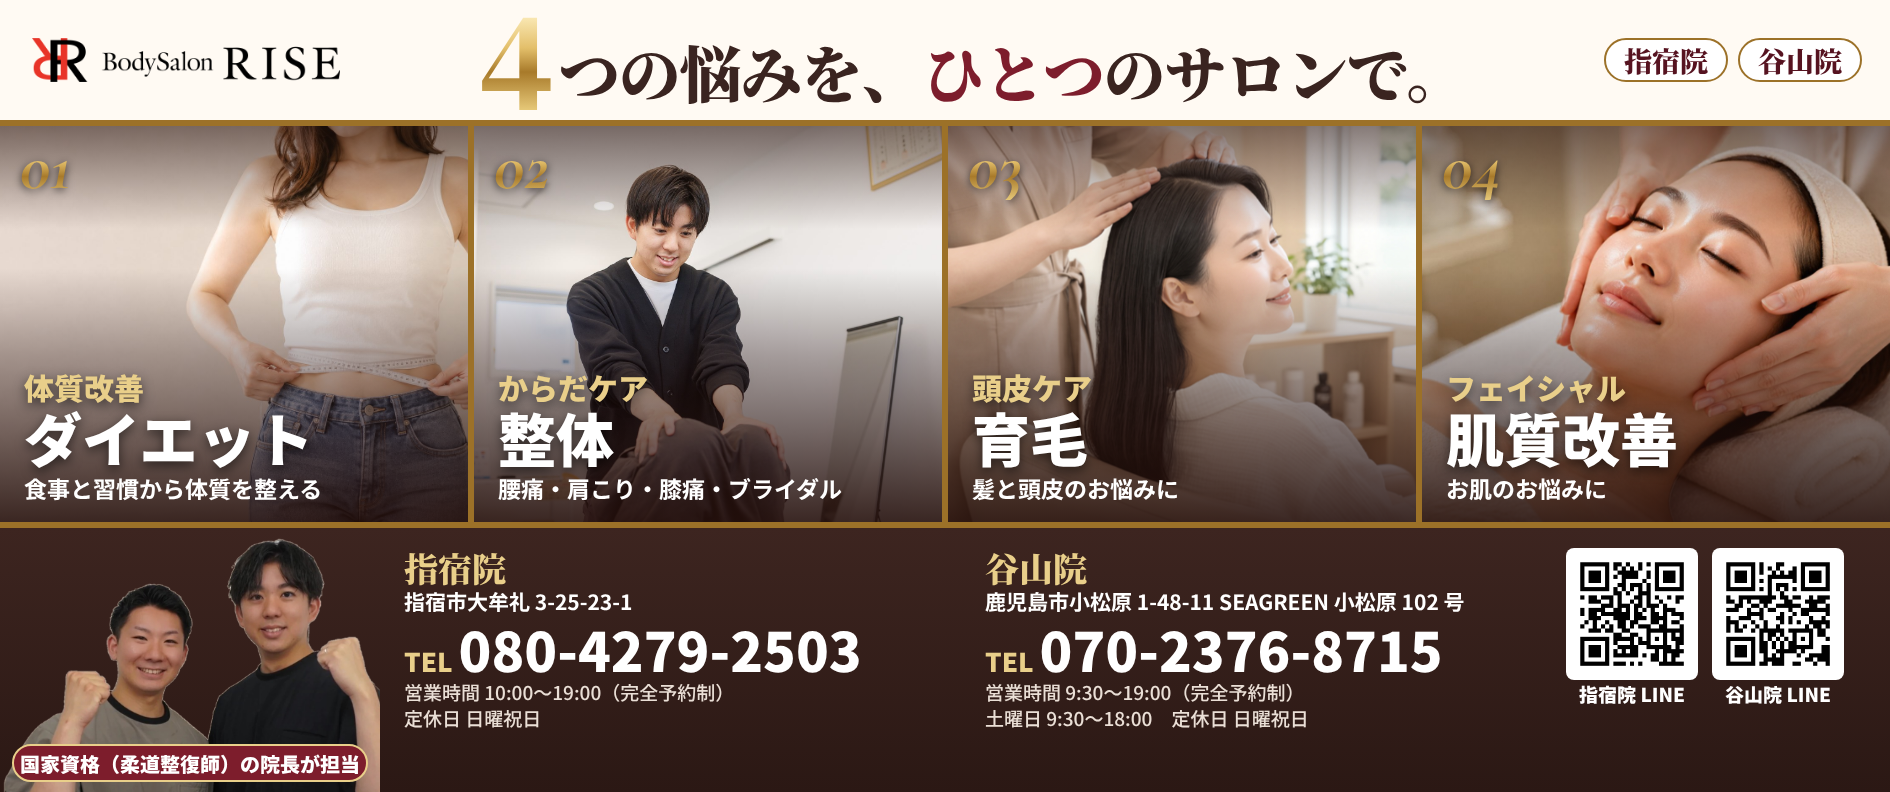 BodySalon RISE
4つの悩みを、ひとつのサロンで。
指宿院
谷山院
01
体質改善
ダイエット
食事と習慣から体質を整える
02
からだケア
整体
腰痛・肩こり・膝痛・ブライダル
03
頭皮ケア
育毛
髪と頭皮のお悩みに
04
フェイシャル
肌質改善
お肌のお悩みに
国家資格（柔道整復師）の院長が担当
指宿院
指宿市大牟礼 3-25-23-1
TEL 080-4279-2503
営業時間 10:00〜19:00（完全予約制）
定休日 日曜祝日
谷山院
鹿児島市小松原 1-48-11 SEAGREEN 小松原 102 号
TEL 070-2376-8715
営業時間 9:30〜19:00（完全予約制）
土曜日 9:30〜18:00　定休日 日曜祝日
指宿院 LINE
谷山院 LINE